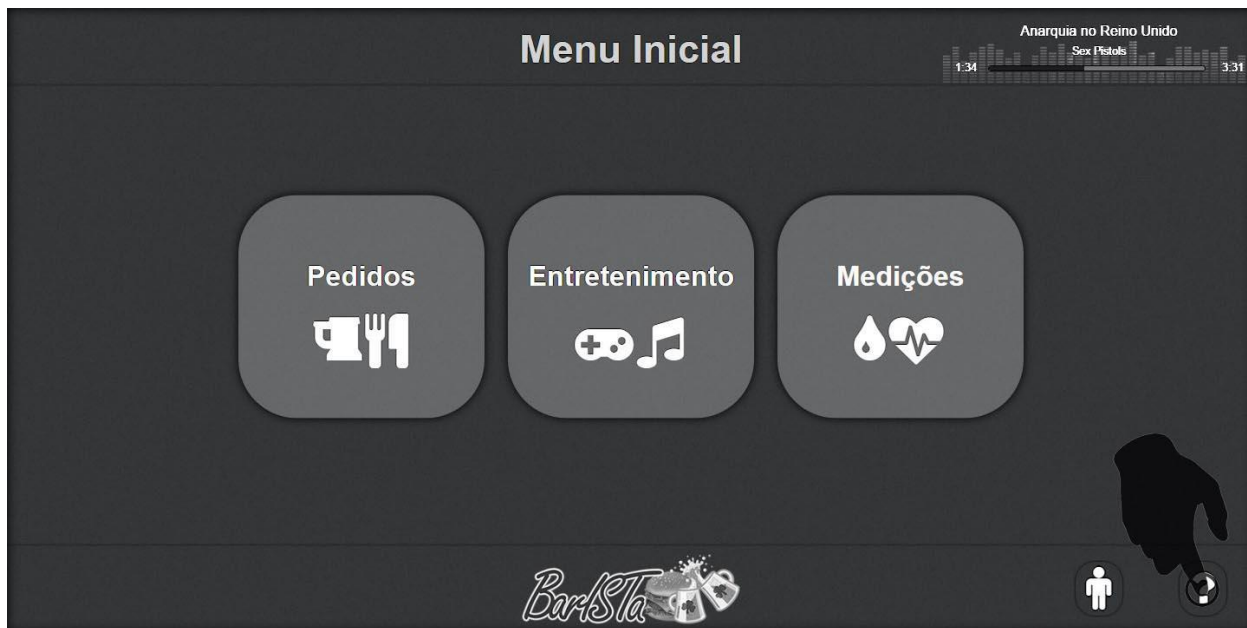 Menu Inicial
Anarquia no Reino Unido
Sex Pistols
1:34
3:31
Pedidos
Entretenimento
Medições
BarISTa
?